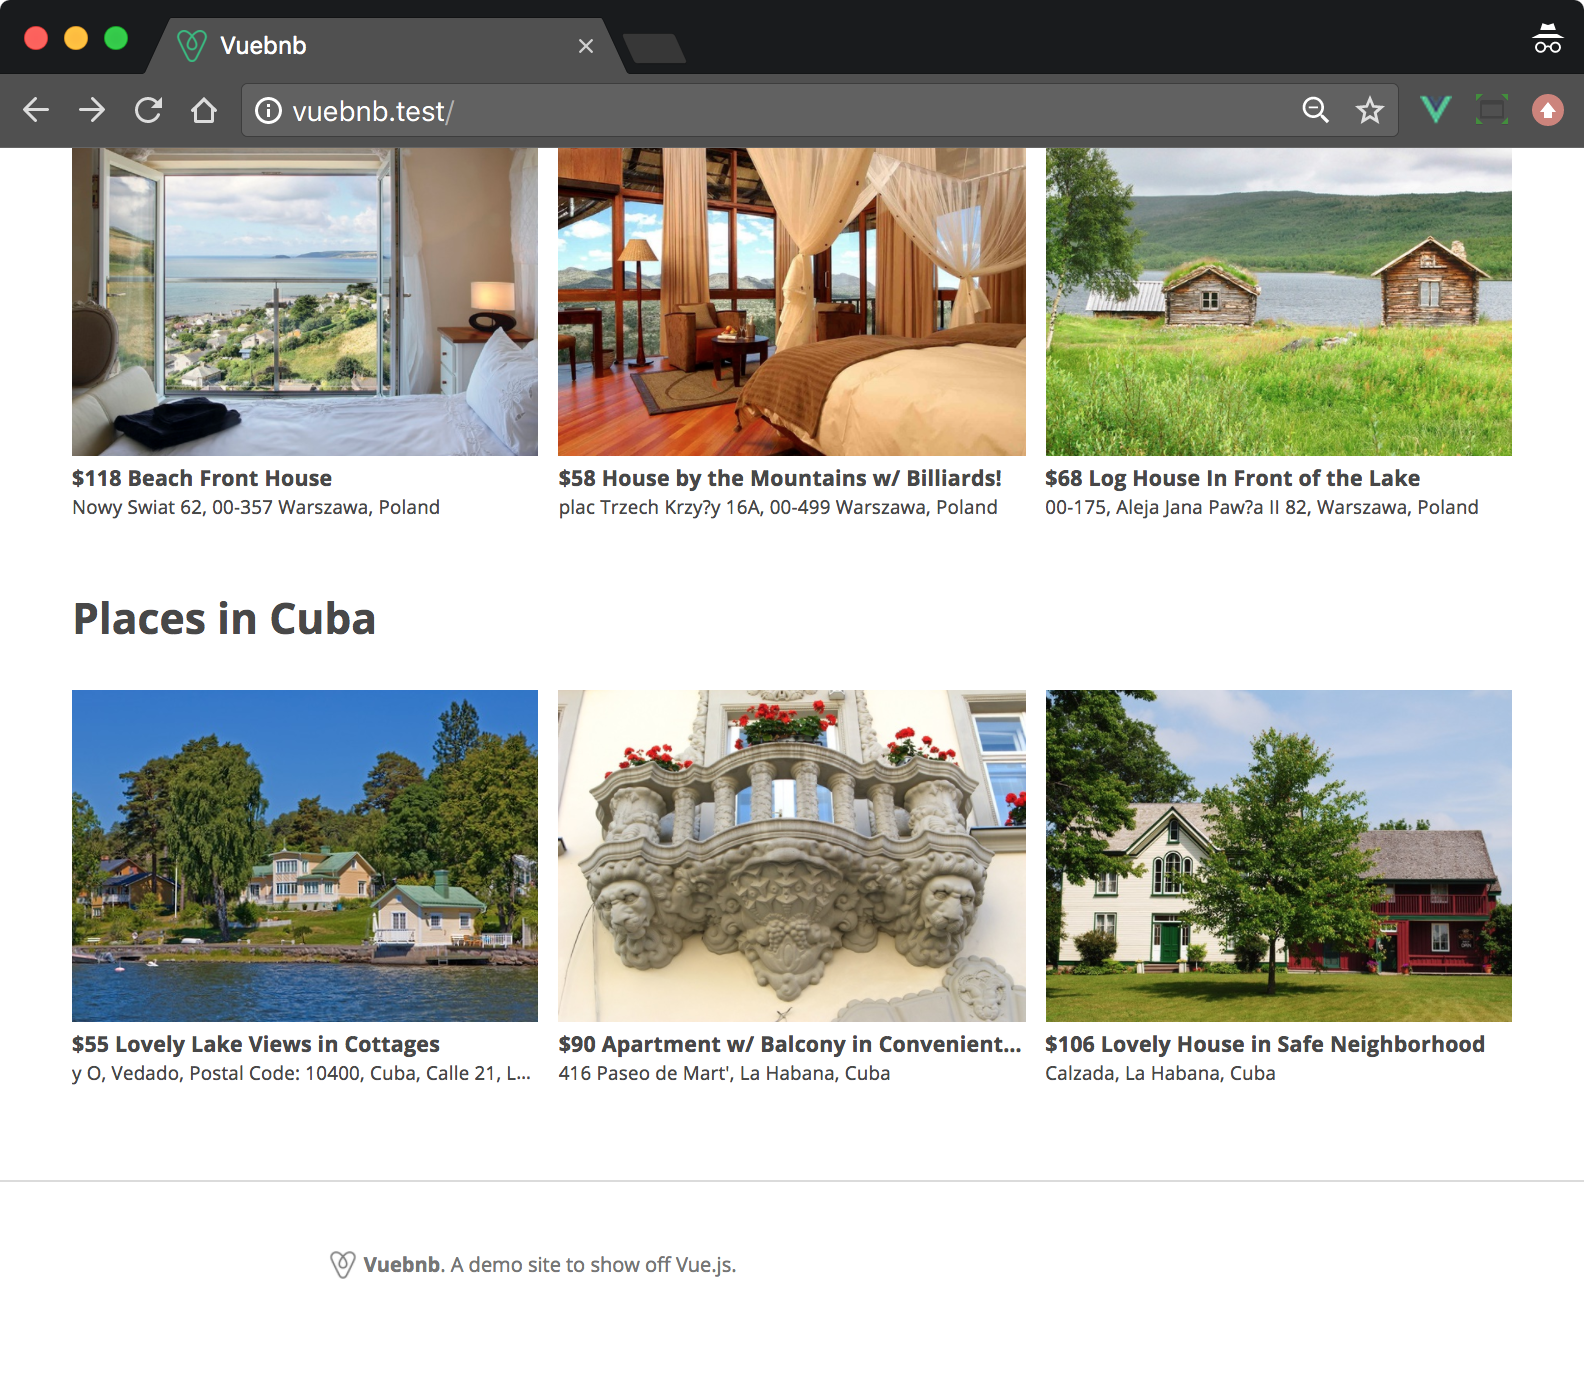 Vuebnb
vuebnb.test/
$118 Beach Front House
Nowy Swiat 62, 00-357 Warszawa, Poland
$58 House by the Mountains w/ Billiards!
plac Trzech Krzy?y 16A, 00-499 Warszawa, Poland
$68 Log House In Front of the Lake
00-175, Aleja Jana Paw?a II 82, Warszawa, Poland
Places in Cuba
$55 Lovely Lake Views in Cottages
y O, Vedado, Postal Code: 10400, Cuba, Calle 21, L...
$90 Apartment w/ Balcony in Convenient...
416 Paseo de Mart', La Habana, Cuba
$106 Lovely House in Safe Neighborhood
Calzada, La Habana, Cuba
Vuebnb. A demo site to show off Vue.js.